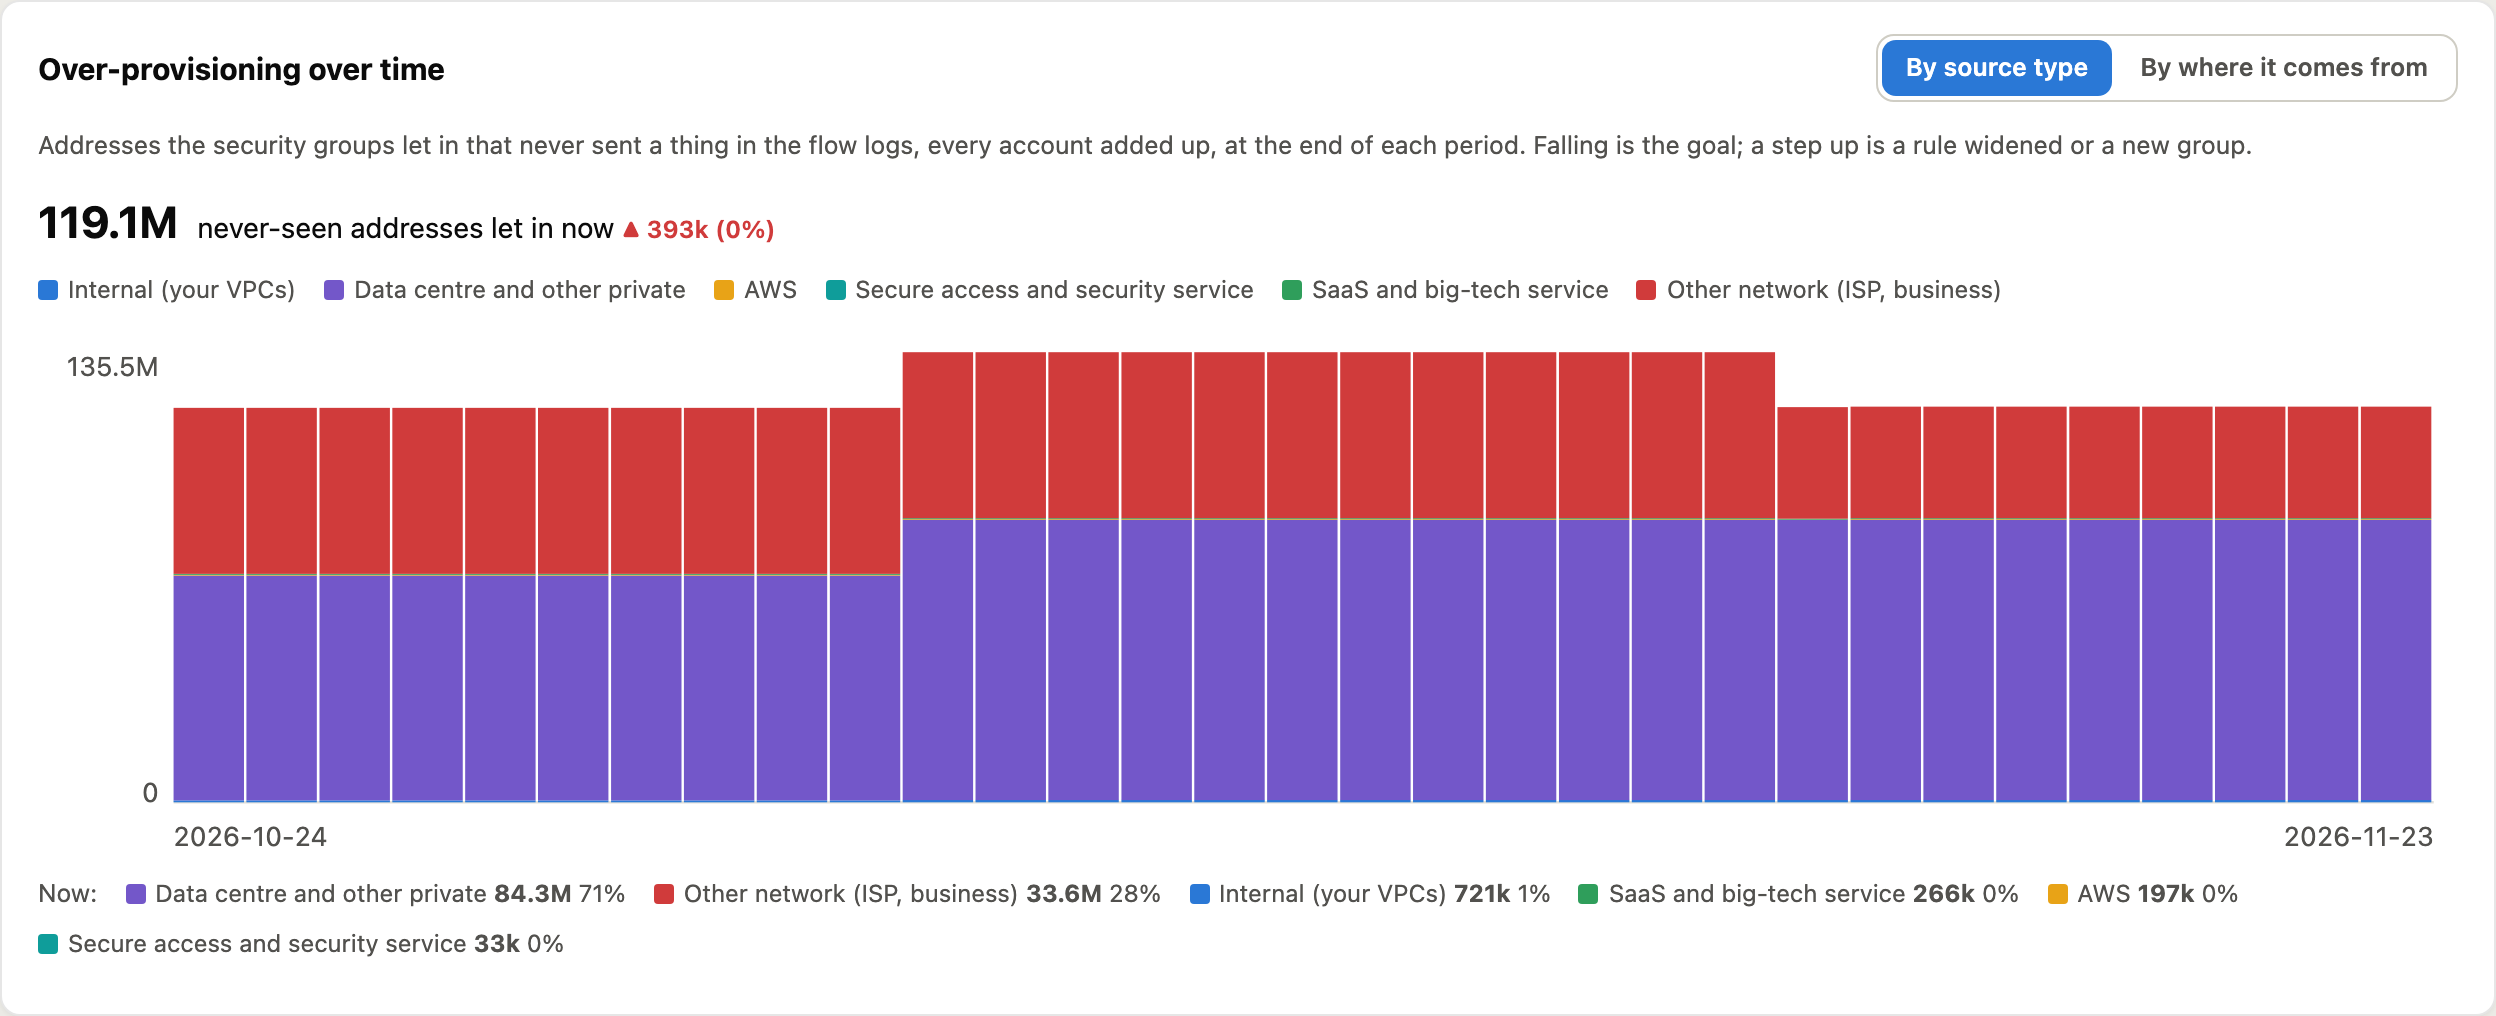 Over-provisioning over time
By source type By where it comes from
Addresses the security groups let in that never sent a thing in the flow logs, every account added up, at the end of each period. Falling is the goal; a step up is a rule widened or a new group.
119.1M never-seen addresses let in now ▲ 393k (0%)
Internal (your VPCs) Data centre and other private AWS Secure access and security service SaaS and big-tech service Other network (ISP, business)
135.5M
0
2026-10-24 2026-11-23
Now: Data centre and other private 84.3M 71% Other network (ISP, business) 33.6M 28% Internal (your VPCs) 721k 1% SaaS and big-tech service 266k 0% AWS 197k 0%
Secure access and security service 33k 0%